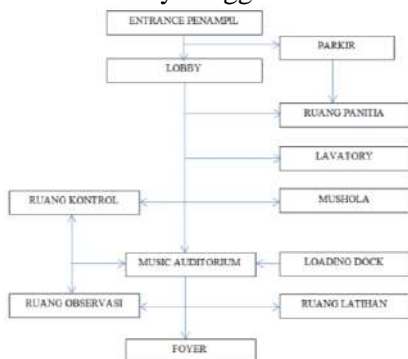 ENTRANCE PENAMPIL
PARKIR
LOBBY
RUANG PANITIA
LAVATORY
RUANG KONTROL
MUSHOLA
MUSIC AUDITORIUM
LOADING DOCK
RUANG OBSERVASI
RUANG LATIHAN
FOYER